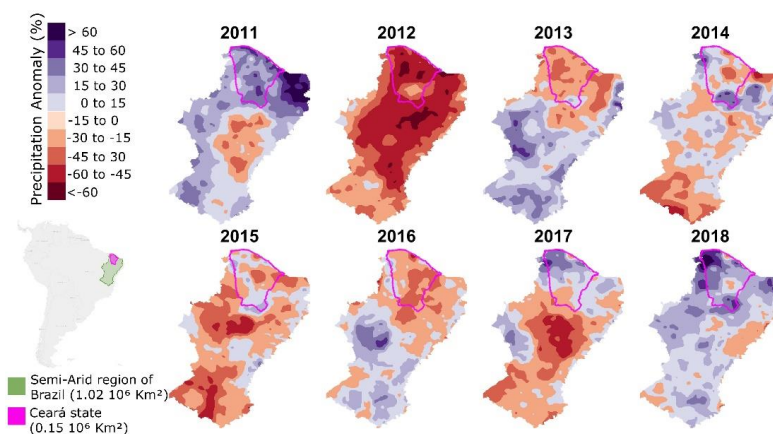 Precipitation Anomaly (%)
> 60
45 to 60
30 to 45
15 to 30
0 to 15
-15 to 0
-30 to -15
-45 to 30
-60 to -45
<-60
2011
2012
2013
2014
2015
2016
2017
2018
Semi-Arid region of
Brazil (1.02 10⁶ Km²)
Ceará state
(0.15 10⁶ Km²)